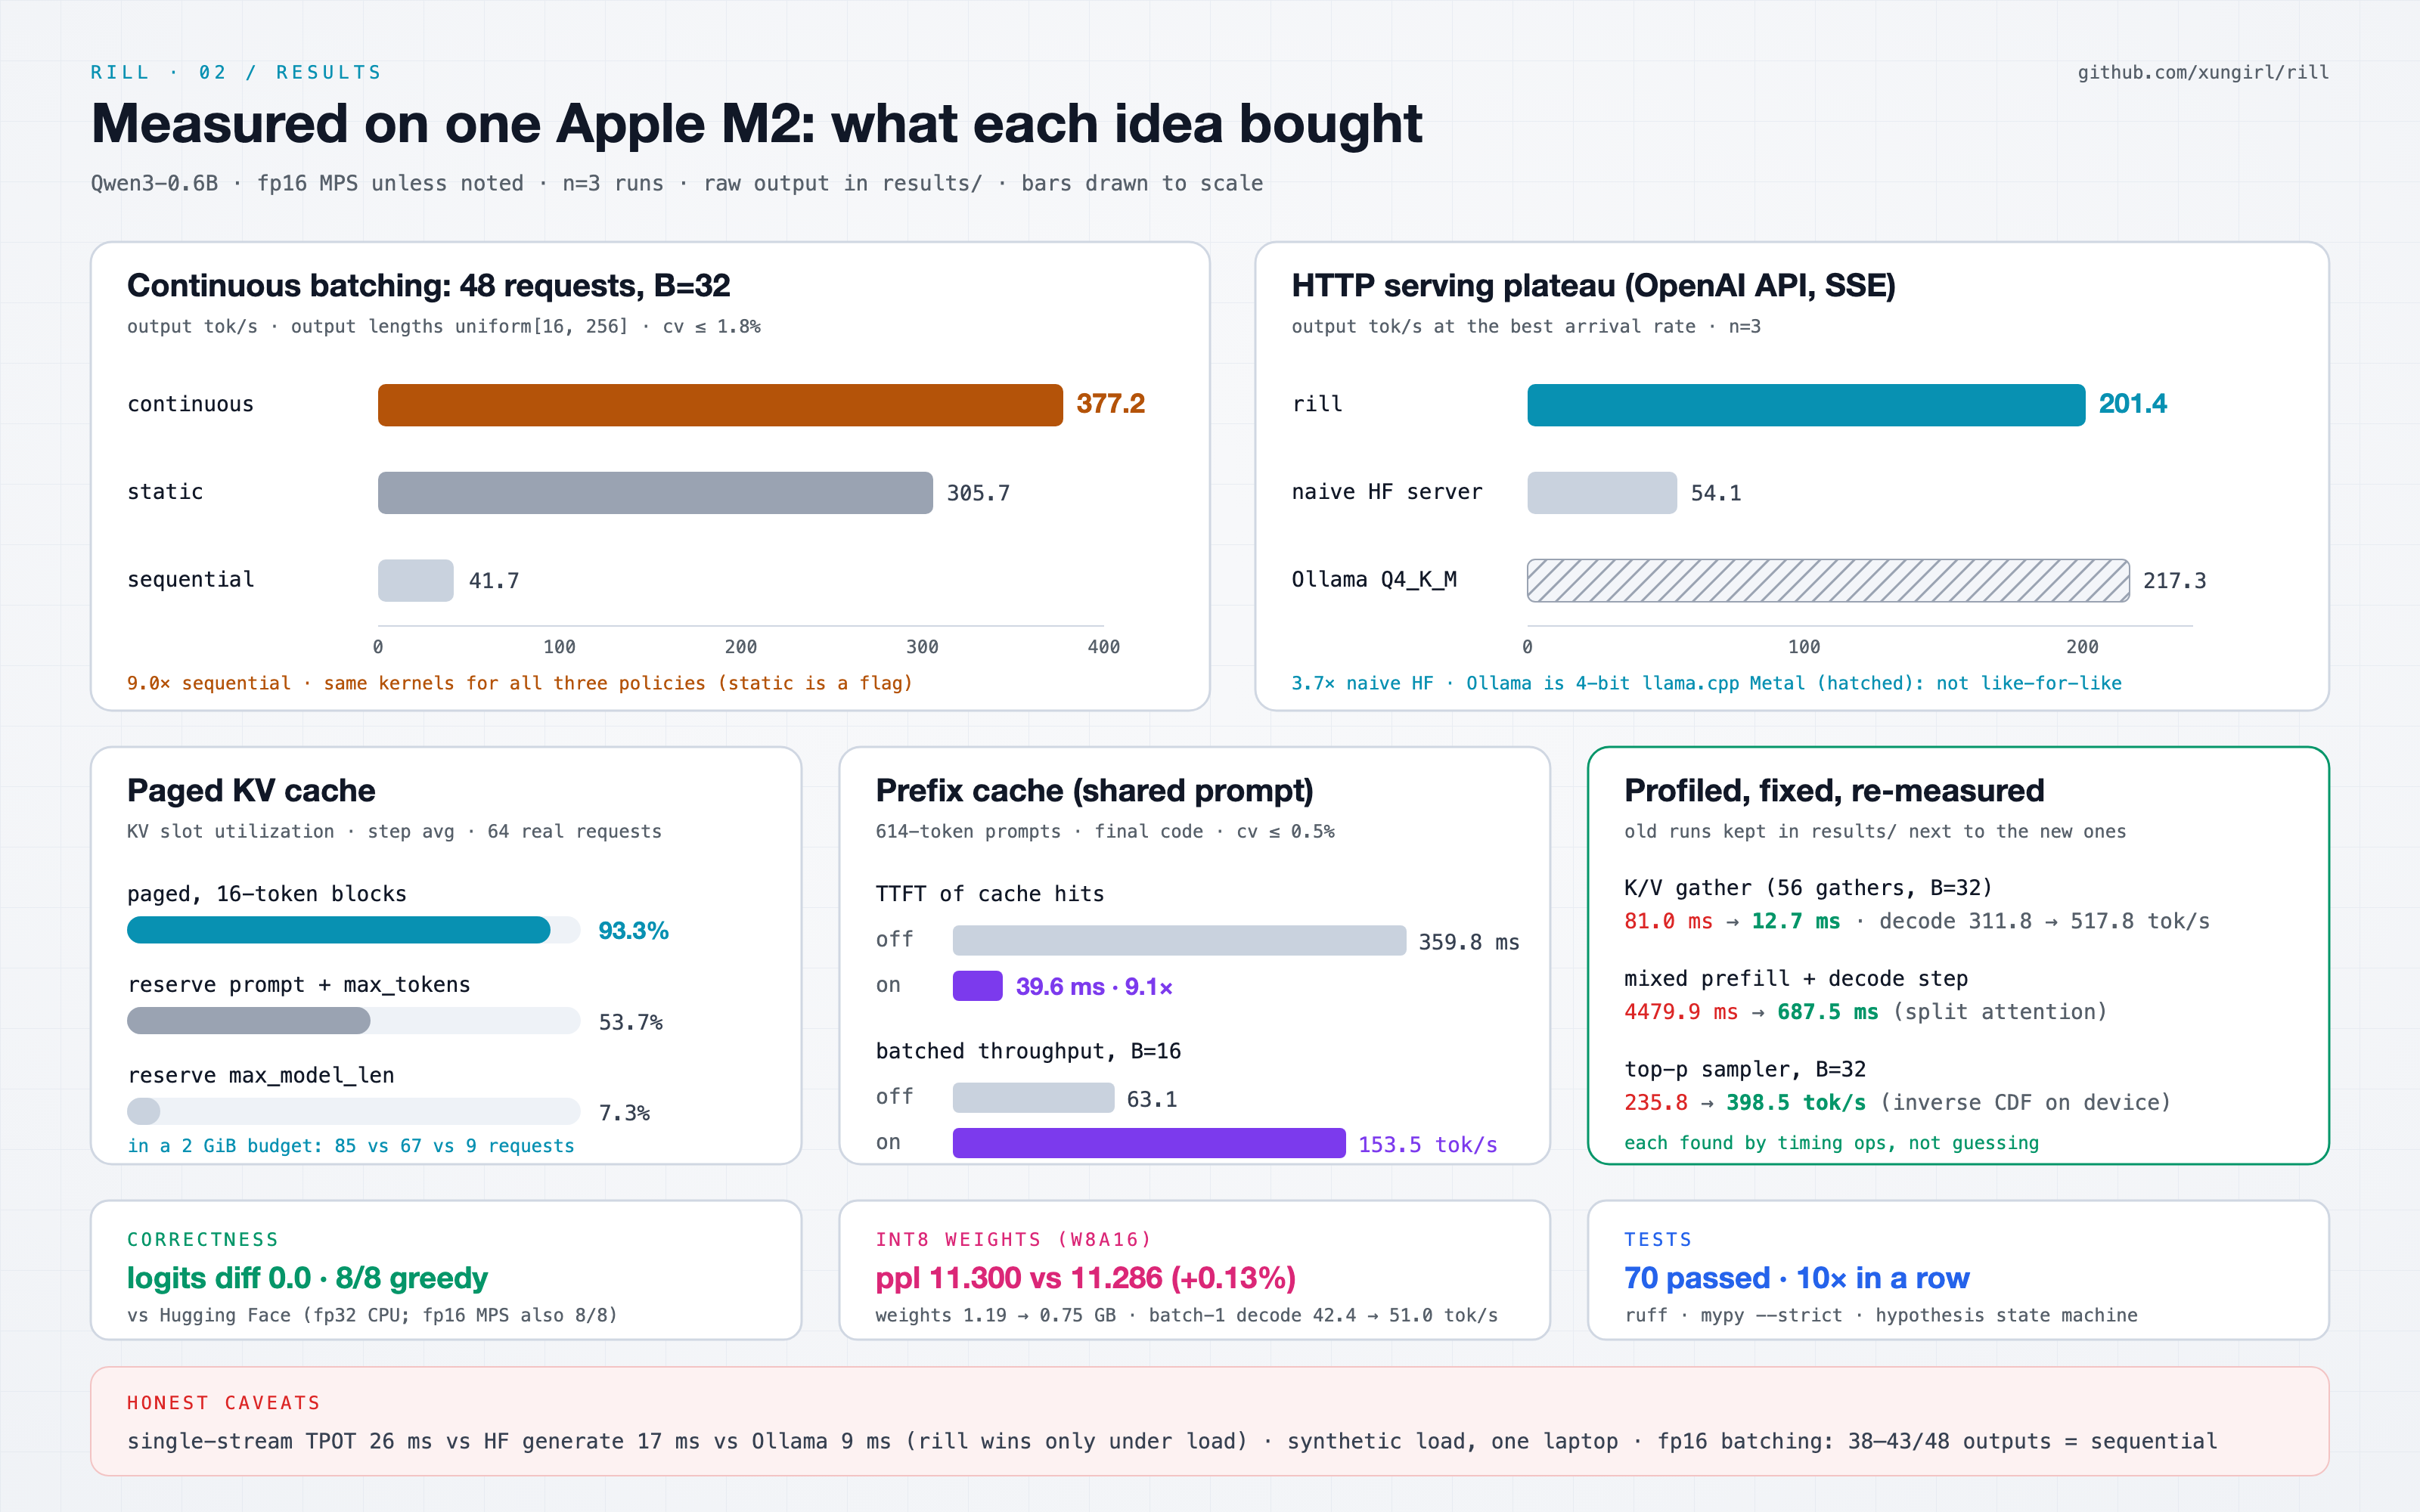 RILL · 02 / RESULTS
github.com/xungirl/rill
Measured on one Apple M2: what each idea bought
Qwen3-0.6B · fp16 MPS unless noted · n=3 runs · raw output in results/ · bars drawn to scale
Continuous batching: 48 requests, B=32
output tok/s · output lengths uniform[16, 256] · cv ≤ 1.8%
continuous 377.2
static 305.7
sequential 41.7
0 100 200 300 400
9.0× sequential · same kernels for all three policies (static is a flag)
HTTP serving plateau (OpenAI API, SSE)
output tok/s at the best arrival rate · n=3
rill 201.4
naive HF server 54.1
Ollama Q4_K_M 217.3
0 100 200
3.7× naive HF · Ollama is 4-bit llama.cpp Metal (hatched): not like-for-like
Paged KV cache
KV slot utilization · step avg · 64 real requests
paged, 16-token blocks
93.3%
reserve prompt + max_tokens
53.7%
reserve max_model_len
7.3%
in a 2 GiB budget: 85 vs 67 vs 9 requests
Prefix cache (shared prompt)
614-token prompts · final code · cv ≤ 0.5%
TTFT of cache hits
off 359.8 ms
on 39.6 ms · 9.1×
batched throughput, B=16
off 63.1
on 153.5 tok/s
Profiled, fixed, re-measured
old runs kept in results/ next to the new ones
K/V gather (56 gathers, B=32)
81.0 ms → 12.7 ms · decode 311.8 → 517.8 tok/s
mixed prefill + decode step
4479.9 ms → 687.5 ms (split attention)
top-p sampler, B=32
235.8 → 398.5 tok/s (inverse CDF on device)
each found by timing ops, not guessing
CORRECTNESS
logits diff 0.0 · 8/8 greedy
vs Hugging Face (fp32 CPU; fp16 MPS also 8/8)
INT8 WEIGHTS (W8A16)
ppl 11.300 vs 11.286 (+0.13%)
weights 1.19 → 0.75 GB · batch-1 decode 42.4 → 51.0 tok/s
TESTS
70 passed · 10× in a row
ruff · mypy --strict · hypothesis state machine
HONEST CAVEATS
single-stream TPOT 26 ms vs HF generate 17 ms vs Ollama 9 ms (rill wins only under load) · synthetic load, one laptop · fp16 batching: 38–43/48 outputs = sequential